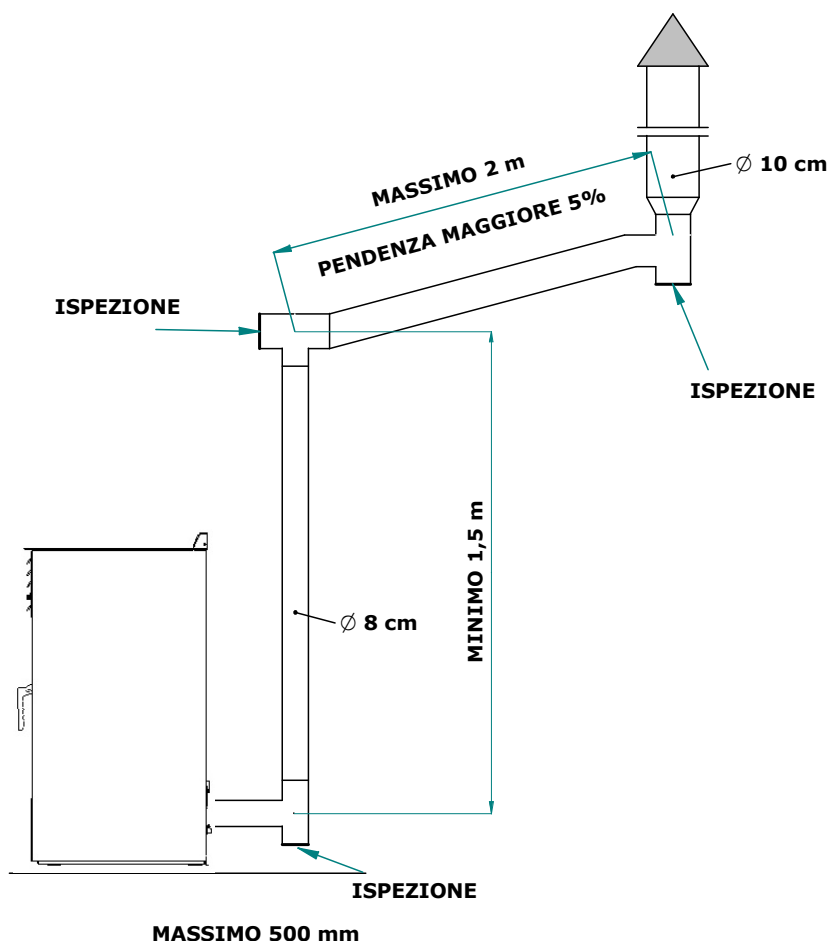 ∅ 10 cm
MASSIMO 2 m
PENDENZA MAGGIORE 5%
ISPEZIONE
ISPEZIONE
MINIMO 1,5 m
∅ 8 cm
ISPEZIONE
MASSIMO 500 mm